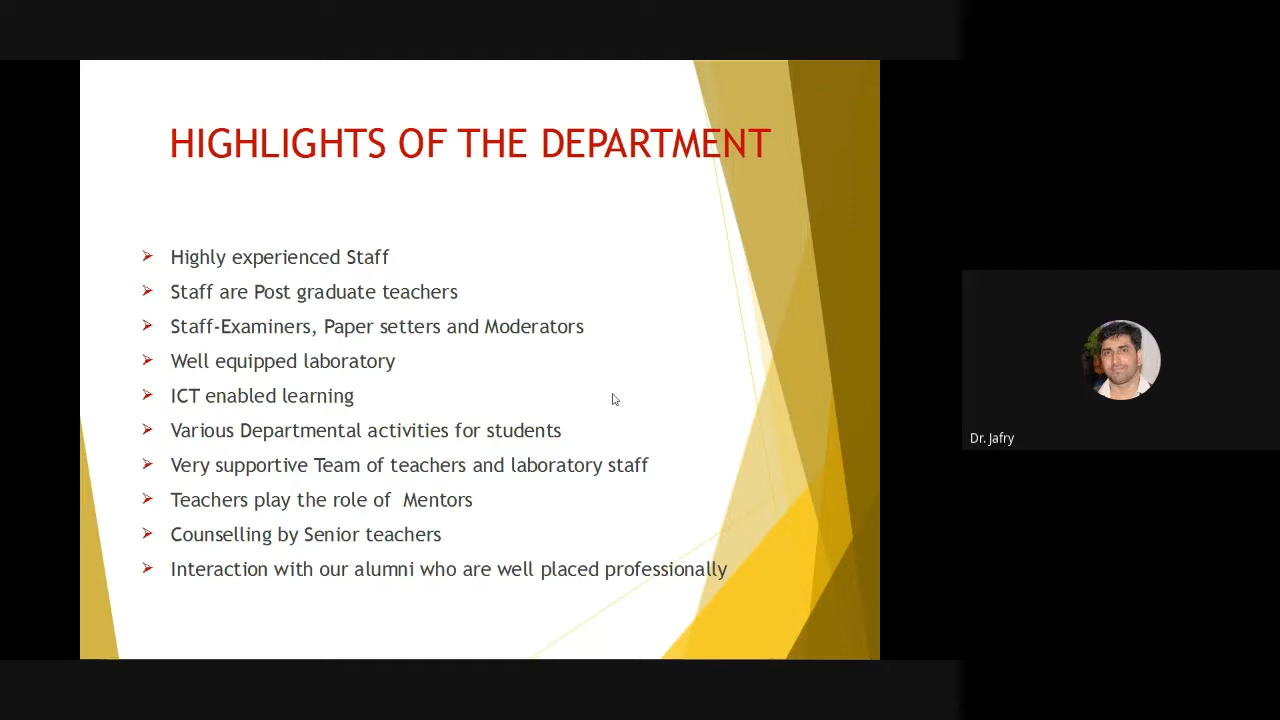 HIGHLIGHTS OF THE DEPARTMENT
Highly experienced Staff
Staff are Post graduate teachers
Staff-Examiners, Paper setters and Moderators
Well equipped laboratory
ICT enabled learning
Various Departmental activities for students
Very supportive Team of teachers and laboratory staff
Teachers play the role of  Mentors
Counselling by Senior teachers
Interaction with our alumni who are well placed professionally
Dr. Jafry